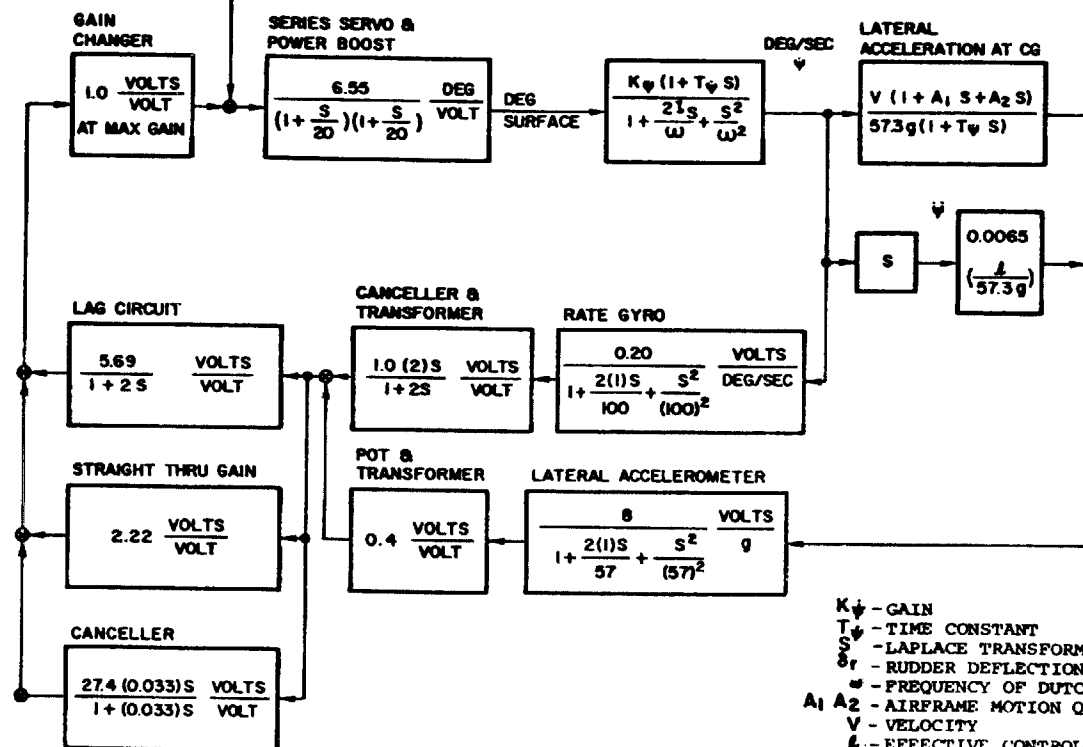 GAIN
CHANGER
1.0 VOLTS/VOLT
AT MAX GAIN
SERIES SERVO &
POWER BOOST
6.55/(1+S/20)(1+S/20) DEG/VOLT
DEG
SURFACE
Kψ̇ (1+Tψ̇ S)/1+2ζS/ω+S²/ω²
DEG/SEC
ψ̇
LATERAL
ACCELERATION AT CG
V (1+A₁ S+A₂ S)/57.3g(1+Tψ̇ S)
S
ψ̈
0.0065
(ℓ/57.3g)
LAG CIRCUIT
5.69/1+2S VOLTS/VOLT
CANCELLER &
TRANSFORMER
1.0 (2)S/1+2S VOLTS/VOLT
RATE GYRO
0.20/1+2(1)S/100+S²/(100)² VOLTS/DEG/SEC
STRAIGHT THRU GAIN
2.22 VOLTS/VOLT
POT &
TRANSFORMER
0.4 VOLTS/VOLT
LATERAL ACCELEROMETER
8/1+2(1)S/57+S²/(57)² VOLTS/g
CANCELLER
27.4 (0.033)S/1+(0.033)S VOLTS/VOLT
Kψ̇ - GAIN
Tψ̇ - TIME CONSTANT
S - LAPLACE TRANSFORM
δr - RUDDER DEFLECTION
ω - FREQUENCY OF DUTC
A₁ A₂ - AIRFRAME MOTION Q
V - VELOCITY
ℓ - EFFECTIVE CONTROL